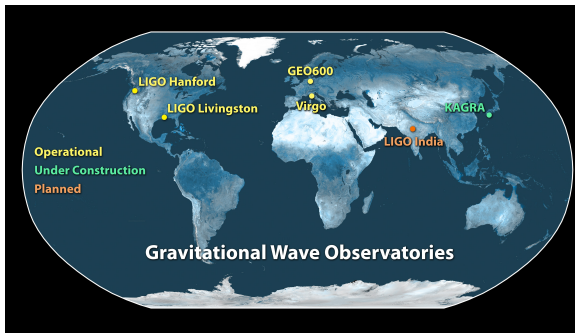 GEO600
LIGO Hanford
Virgo
LIGO Livingston
KAGRA
LIGO India
Operational
Under Construction
Planned
Gravitational Wave Observatories